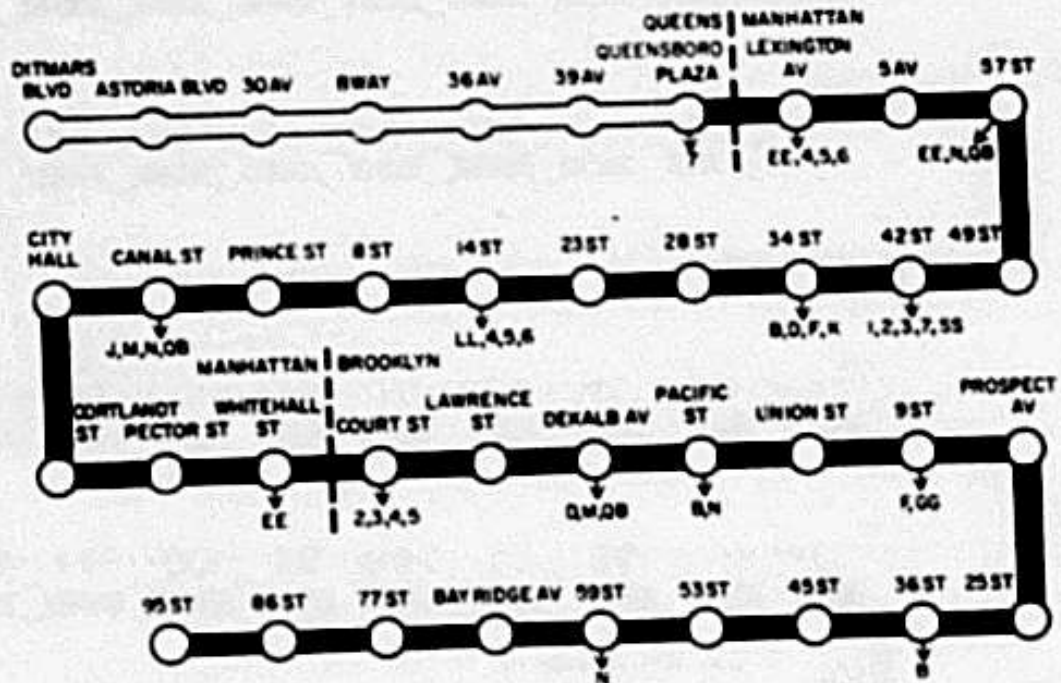 QUEENS | MANHATTAN
DITMARS BLVD
ASTORIA BLVD
30 AV
BWAY
36 AV
39 AV
QUEENSBORO PLAZA
LEXINGTON AV
5 AV
57 ST
7
EE,4,5,6
EE,N,QB
CITY HALL
CANAL ST
PRINCE ST
8 ST
14 ST
23 ST
28 ST
34 ST
42 ST
49 ST
J,M,N,QB
LL,4,5,6
B,D,F,K
1,2,3,7,SS
MANHATTAN | BROOKLYN
CORTLANDT ST
RECTOR ST
WHITEHALL ST
COURT ST
LAWRENCE ST
DEKALB AV
PACIFIC ST
UNION ST
9 ST
PROSPECT AV
EE
2,3,4,5
D,M,QB
B,N
F,GG
95 ST
86 ST
77 ST
BAY RIDGE AV
59 ST
53 ST
45 ST
36 ST
25 ST
N
B